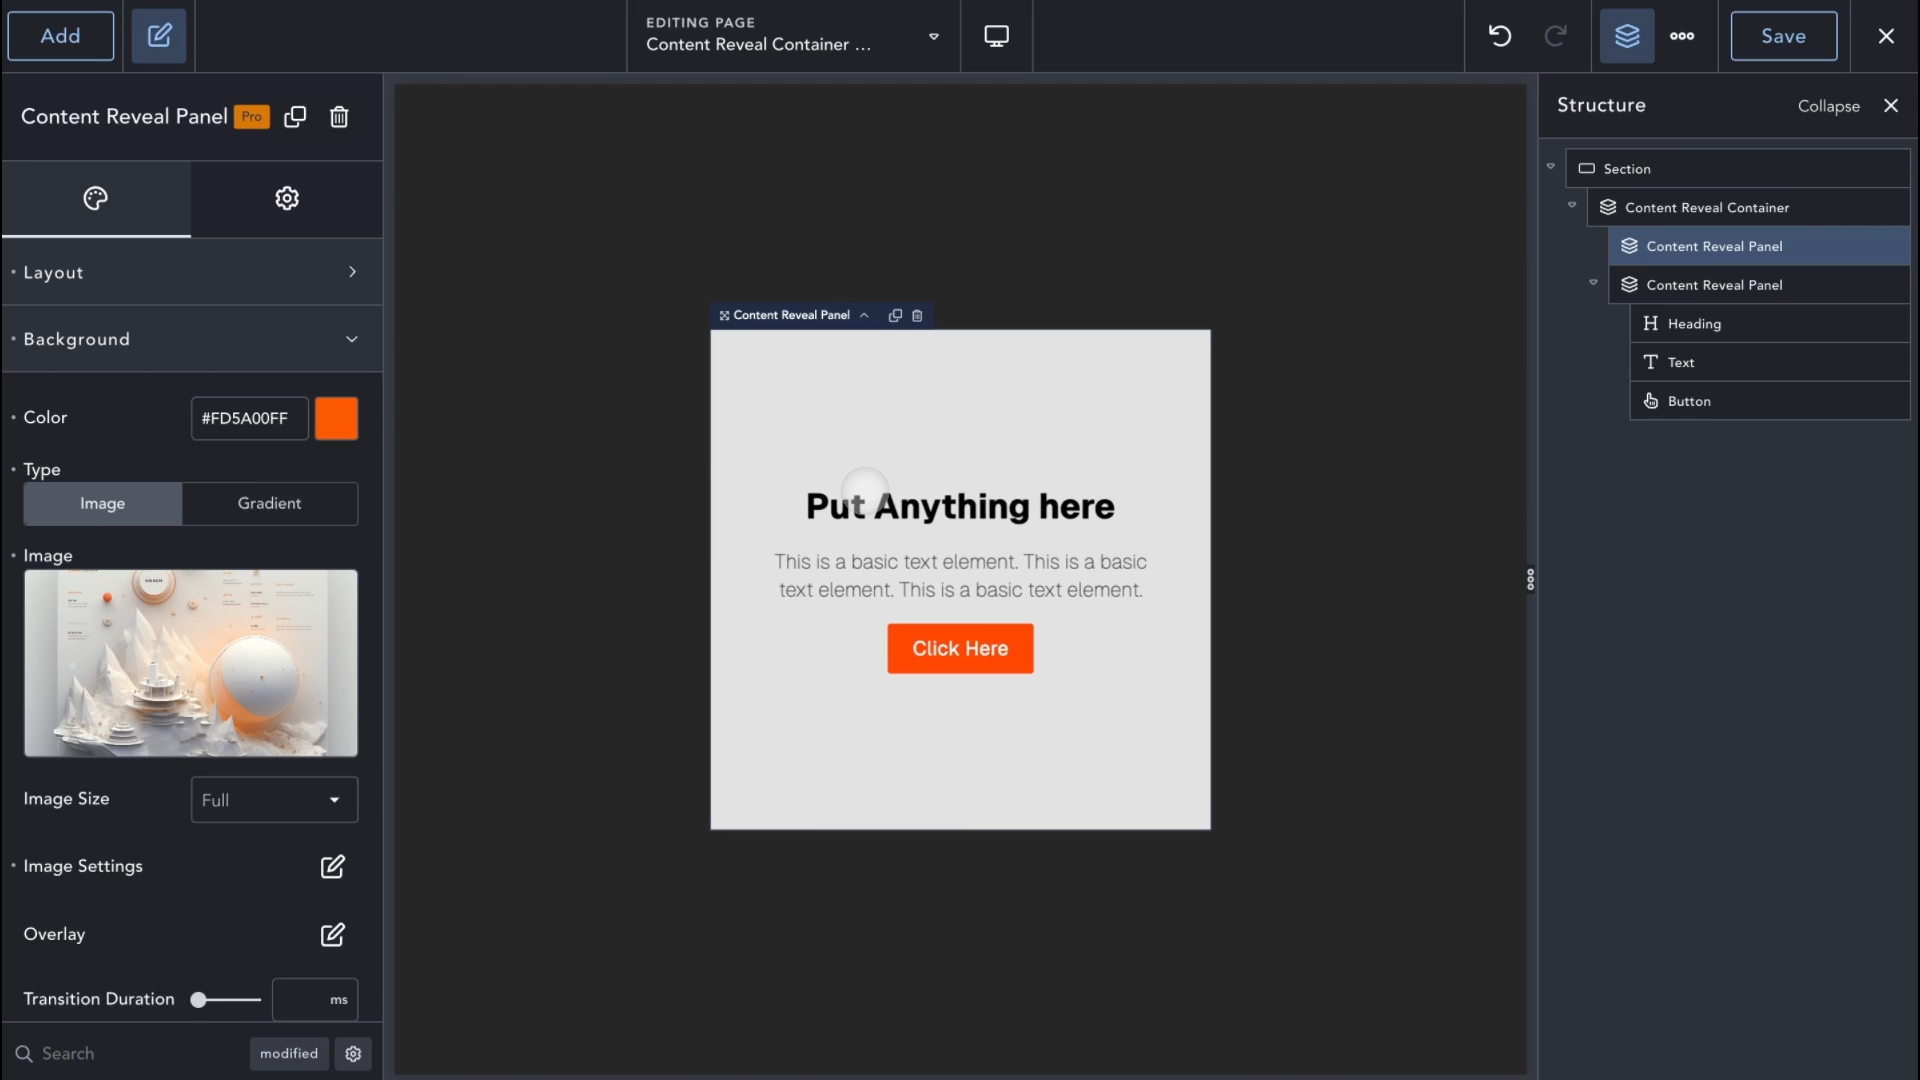 Add
EDITING PAGE
Content Reveal Container ...
Save
Content Reveal Panel Pro
Layout
Background
Color #FD5A00FF
Type
Image Gradient
Image
Image Size Full
Image Settings
Overlay
Transition Duration ms
Search modified
Content Reveal Panel
Put Anything here
This is a basic text element. This is a basic
text element. This is a basic text element.
Click Here
Structure Collapse
Section
Content Reveal Container
Content Reveal Panel
Content Reveal Panel
H Heading
T Text
Button